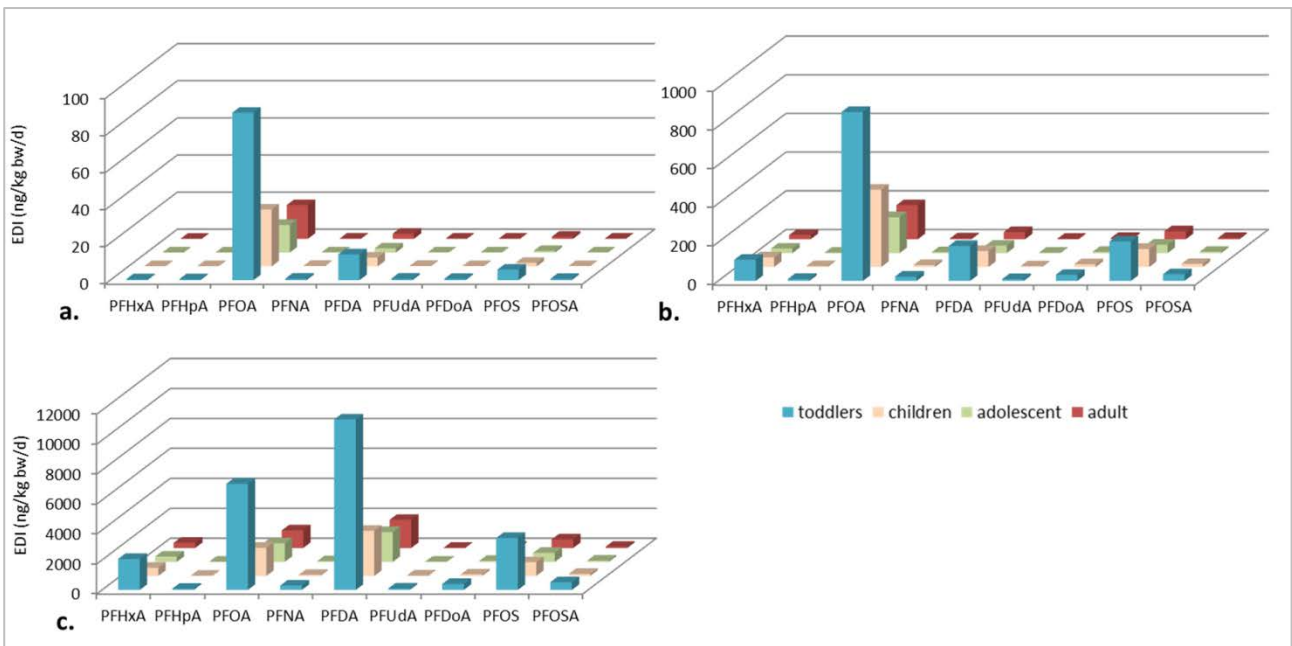 EDI (ng/kg bw/d)
100
80
60
40
20
0
PFHxA PFHpA PFOA PFNA PFDA PFUdA PFDoA PFOS PFOSA
a.
1000
800
600
400
200
0
PFHxA PFHpA PFOA PFNA PFDA PFUdA PFDoA PFOS PFOSA
b.
EDI (ng/kg bw/d)
12000
10000
8000
6000
4000
2000
0
PFHxA PFHpA PFOA PFNA PFDA PFUdA PFDoA PFOS PFOSA
c.
toddlers children adolescent adult